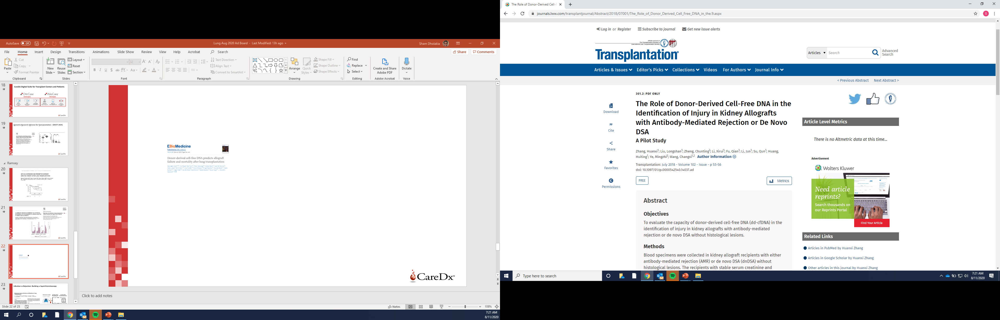 AutoSave Off
Lung Aug 2020 Ad Board - Last Modified: 13h ago
Sham Dholakia
File Home Insert Design Transitions Animations Slide Show Review View Help Acrobat Search
Share Comments
Paste
Cut
Copy
Format Painter
Clipboard
New Slide
Reuse Slides
Layout
Reset
Section
Slides
32
Font
Text Direction
Align Text
Convert to SmartArt
Paragraph
Arrange
Quick Styles
Shape Fill
Shape Outline
Shape Effects
Drawing
Find
Replace
Select
Editing
Create and Share Adobe PDF
Adobe Acrobat
Dictate
Voice
18
CareDx Digital Suite for Transplant Centers and Patients
OttrCare AlloCare
CareDx
19
Genomic Research Alliance for Transplantation : GRAFT (NIH)
CareDx
Ramsey
20
CareDx
21
CareDx
22
CareDx
23
Infection vs Rejection: Building a liquid Bronchoscopy
EBioMedicine
Published by THE LANCET
Donor-derived cell-free DNA predicts allograft
failure and mortality after lung transplantation
CareDx
Click to add notes
Slide 22 of 25
Notes
108%
7:21 AM
8/11/2020
The Role of Donor-Derived Cell-F
journals.lww.com/transplantjournal/Abstract/2018/07001/The_Role_of_Donor_Derived_Cell_Free_DNA_in_the.9.aspx
S
Log in or Register Subscribe to journal Get new issue alerts
Transplantation
Articles Search
Advanced Search
Articles & Issues Editor's Picks Collections Videos For Authors Journal Info
< Previous Abstract Next Abstract >
301.2: PDF ONLY
The Role of Donor-Derived Cell-Free DNA in the
Identification of Injury in Kidney Allografts
with Antibody-Mediated Rejection or De Novo
DSA
A Pilot Study
Zhang, Huanxi1; Liu, Longshan1; Zheng, Chunting3; Li, Xirui1; Fu, Qian1; Li, Jun1; Su, Qun1; Huang,
Huiting1; Ye, Mingzhi3; Wang, Changxi1,2 Author Information
Transplantation: July 2018 - Volume 102 - Issue - p S5-S6
doi: 10.1097/01.tp.0000542540.14037.ad
FREE
Metrics
Download
Cite
Share
Favorites
Permissions
Abstract
Objectives
To evaluate the capacity of donor-derived cell-free DNA (dd-cfDNA) in the
identification of injury in kidney allografts with antibody-mediated
rejection or de novo DSA without histological lesions.
Methods
Blood specimens were collected in kidney allograft recipients with either
antibody-mediated rejection (AMR) or de novo DSA (dnDSA) without
histological lesions. The recipients with stable serum creatinine and
Article Level Metrics
There is no Altmetric data at this time...
Advertisement
Wolters Kluwer
Need article
reprints?
Search thousands on
our Reprints Portal
Find Your Article
Related Links
Articles in PubMed by Huanxi Zhang
Articles in Google Scholar by Huanxi Zhang
Other articles in this journal by Huanxi Zhang
Type here to search
7:21 AM
8/11/2020